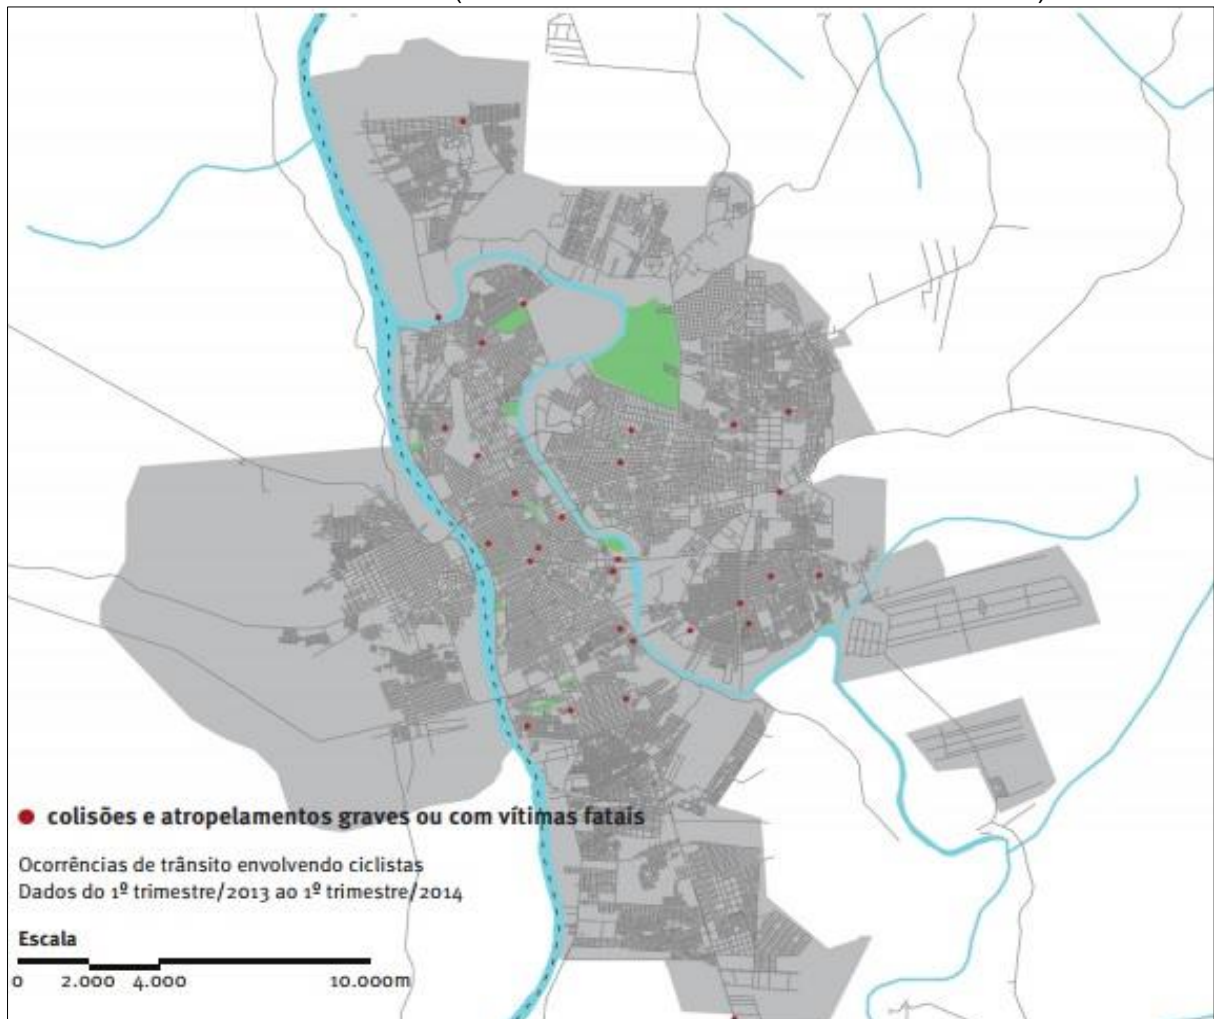 colisões e atropelamentos graves ou com vítimas fatais
Ocorrências de trânsito envolvendo ciclistas
Dados do 1º trimestre/2013 ao 1º trimestre/2014
Escala
0 2.000 4.000 10.000m